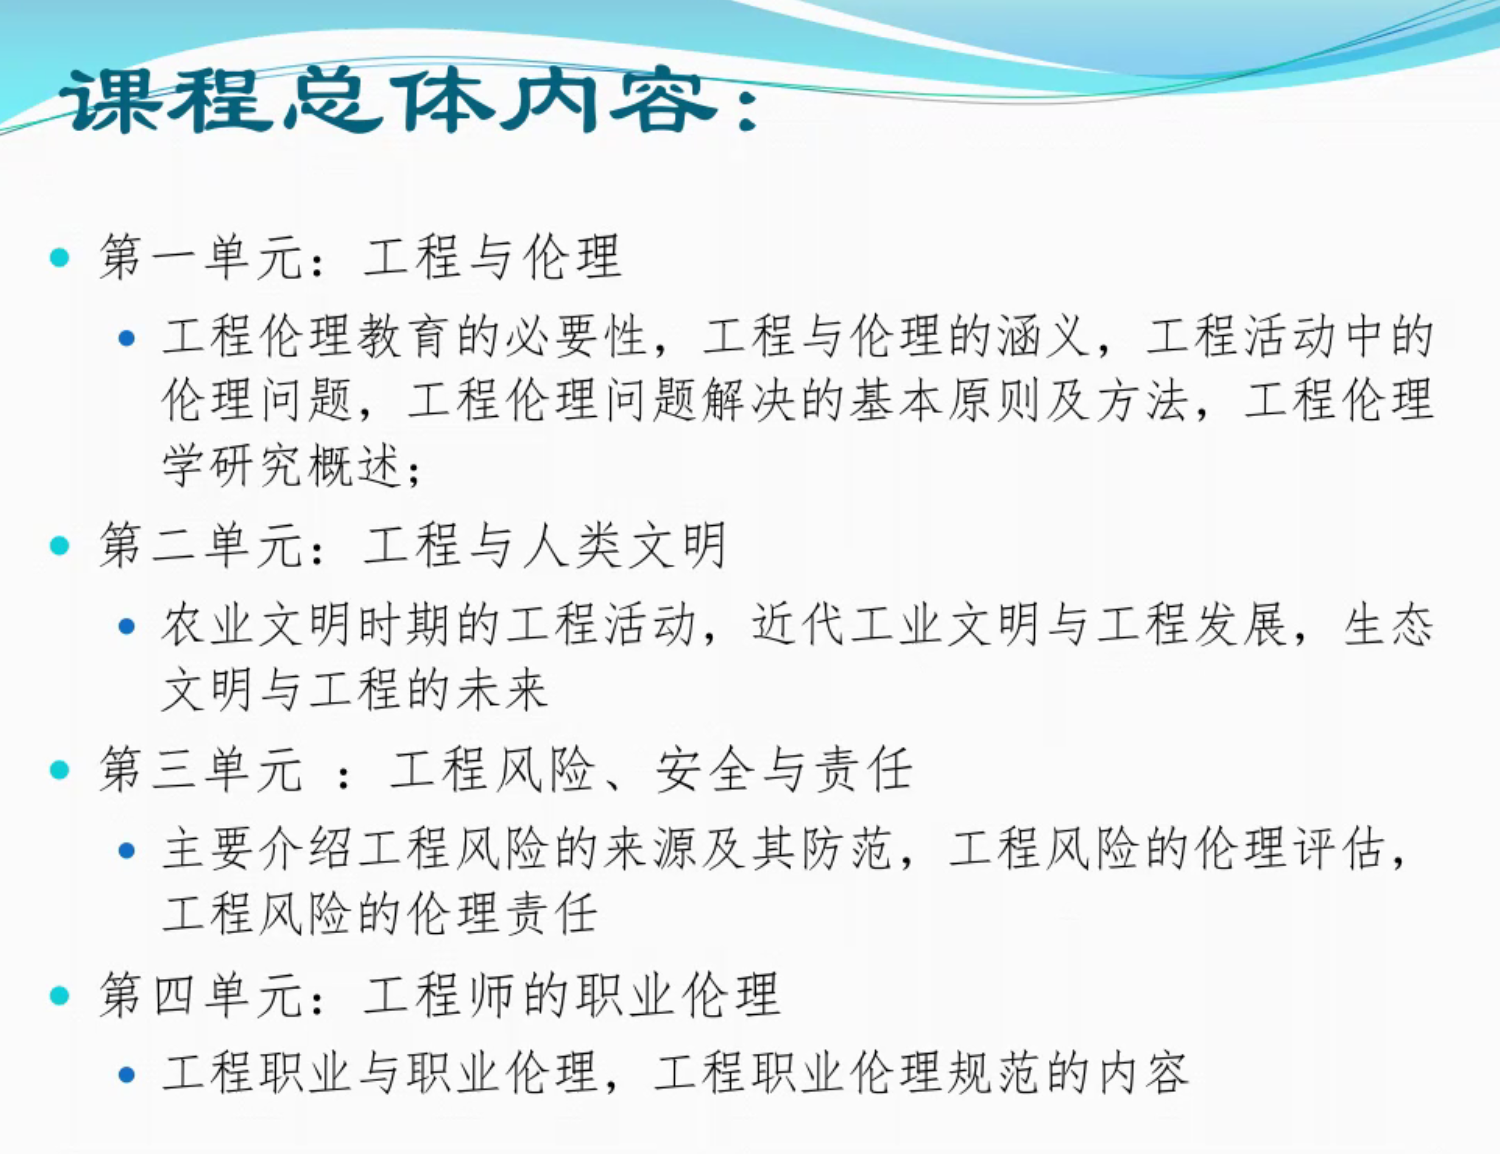 课程总体内容：
第一单元：工程与伦理
工程伦理教育的必要性，工程与伦理的涵义，工程活动中的
伦理问题，工程伦理问题解决的基本原则及方法，工程伦理
学研究概述；
第二单元：工程与人类文明
农业文明时期的工程活动，近代工业文明与工程发展，生态
文明与工程的未来
第三单元 ：工程风险、安全与责任
主要介绍工程风险的来源及其防范，工程风险的伦理评估，
工程风险的伦理责任
第四单元：工程师的职业伦理
工程职业与职业伦理，工程职业伦理规范的内容